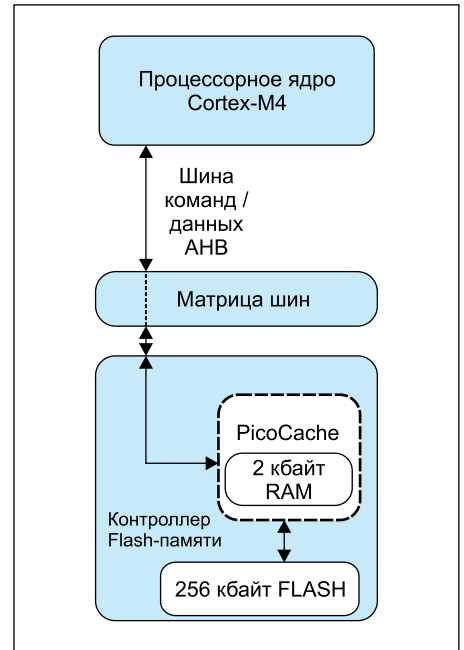 Процессорное ядро
Cortex-M4
Шина
команд /
данных
AHB
Матрица шин
PicoCache
2 кбайт
RAM
Контроллер
Flash-памяти
256 кбайт FLASH